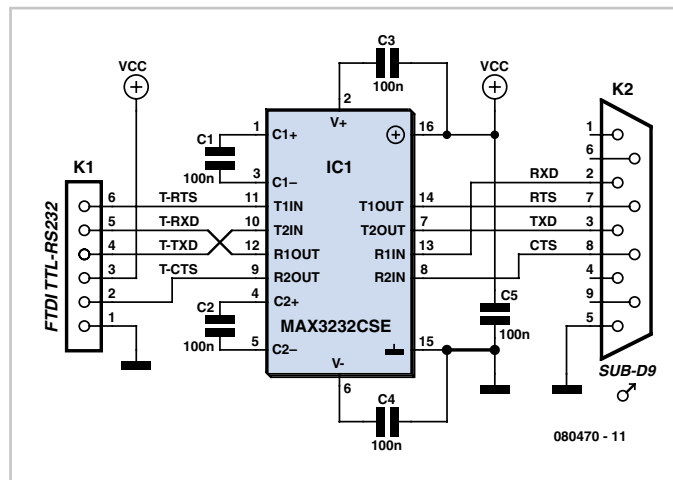 C3
100n
VCC
VCC
K2
2
V+
1
C1+
16
1
C1
6
K1
IC1
100n
3
C1–
RXD
2
6
T-RTS
11
T1IN
T1OUT
14
RTS
7
5
T-RXD
10
T2IN
T2OUT
7
TXD
3
4
T-TXD
12
R1OUT
R1IN
13
CTS
8
3
T-CTS
9
R2OUT
R2IN
8
4
2
4
C2+
C5
9
C2
1
MAX3232CSE
5
100n
5
C2–
15
100n
FTDI TTL-RS232
V-
SUB-D9
6
C4
100n
080470 - 11